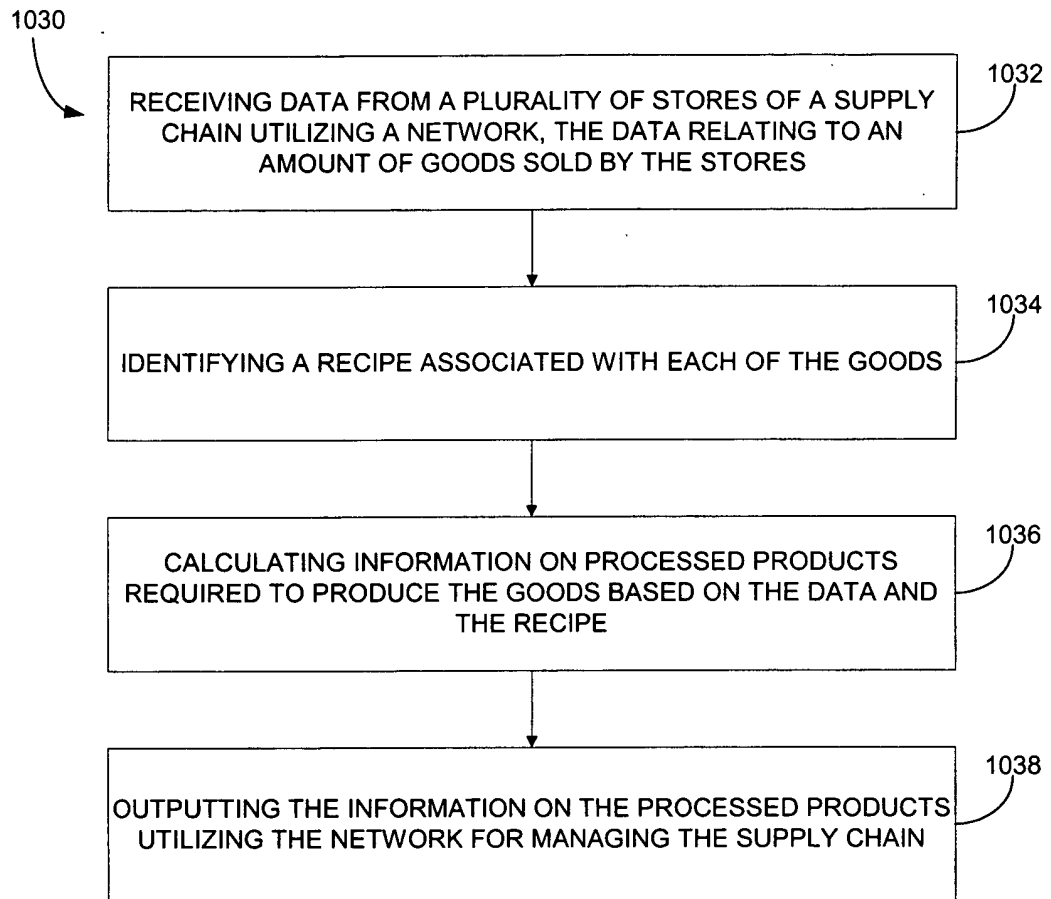 1030
1032
RECEIVING DATA FROM A PLURALITY OF STORES OF A SUPPLY
CHAIN UTILIZING A NETWORK, THE DATA RELATING TO AN
AMOUNT OF GOODS SOLD BY THE STORES
1034
IDENTIFYING A RECIPE ASSOCIATED WITH EACH OF THE GOODS
1036
CALCULATING INFORMATION ON PROCESSED PRODUCTS
REQUIRED TO PRODUCE THE GOODS BASED ON THE DATA AND
THE RECIPE
1038
OUTPUTTING THE INFORMATION ON THE PROCESSED PRODUCTS
UTILIZING THE NETWORK FOR MANAGING THE SUPPLY CHAIN